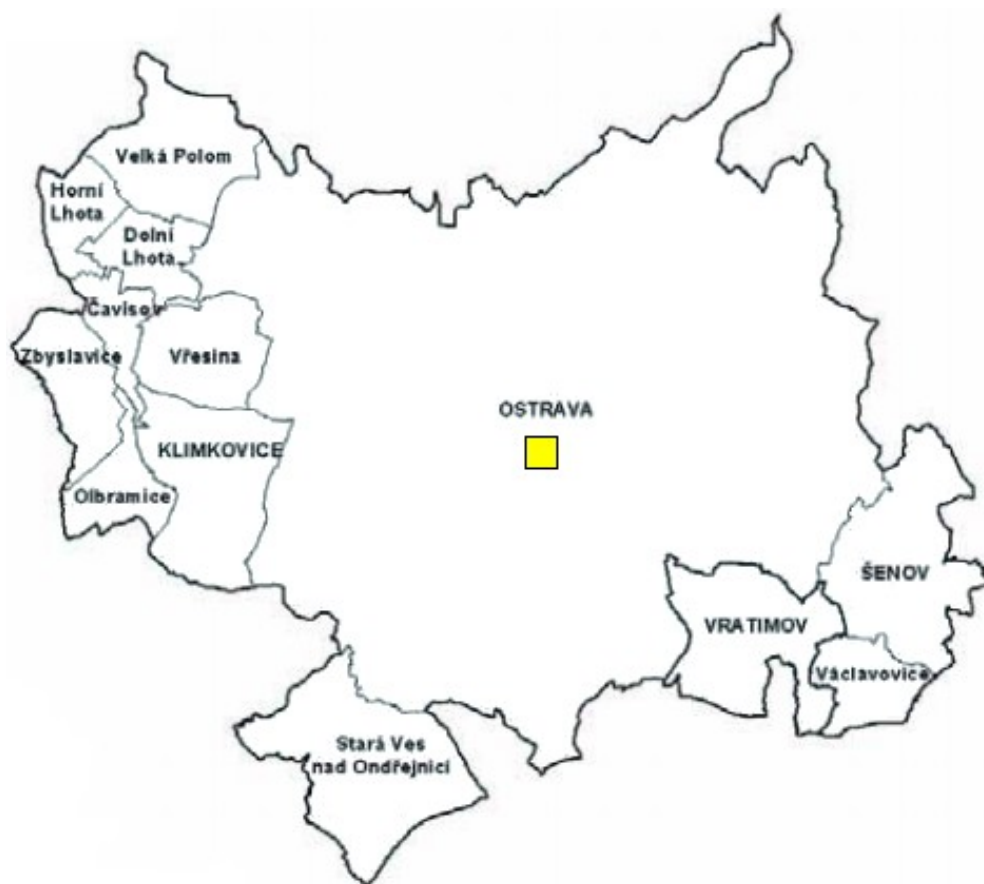 Velká Polom
Horní
Lhota
Dolní
Lhota
Čavisov
Zbyslavice
Vřesina
OSTRAVA
KLIMKOVICE
Olbramice
ŠENOV
VRATIMOV
Václavovice
Stará Ves
nad Ondřejnicí